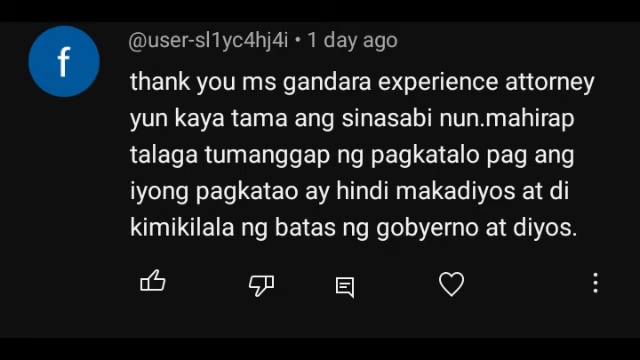 f
@user-sl1yc4hj4i • 1 day ago
thank you ms gandara experience attorney
yun kaya tama ang sinasabi nun.mahirap
talaga tumanggap ng pagkatalo pag ang
iyong pagkatao ay hindi makadiyos at di
kimikilala ng batas ng gobyerno at diyos.